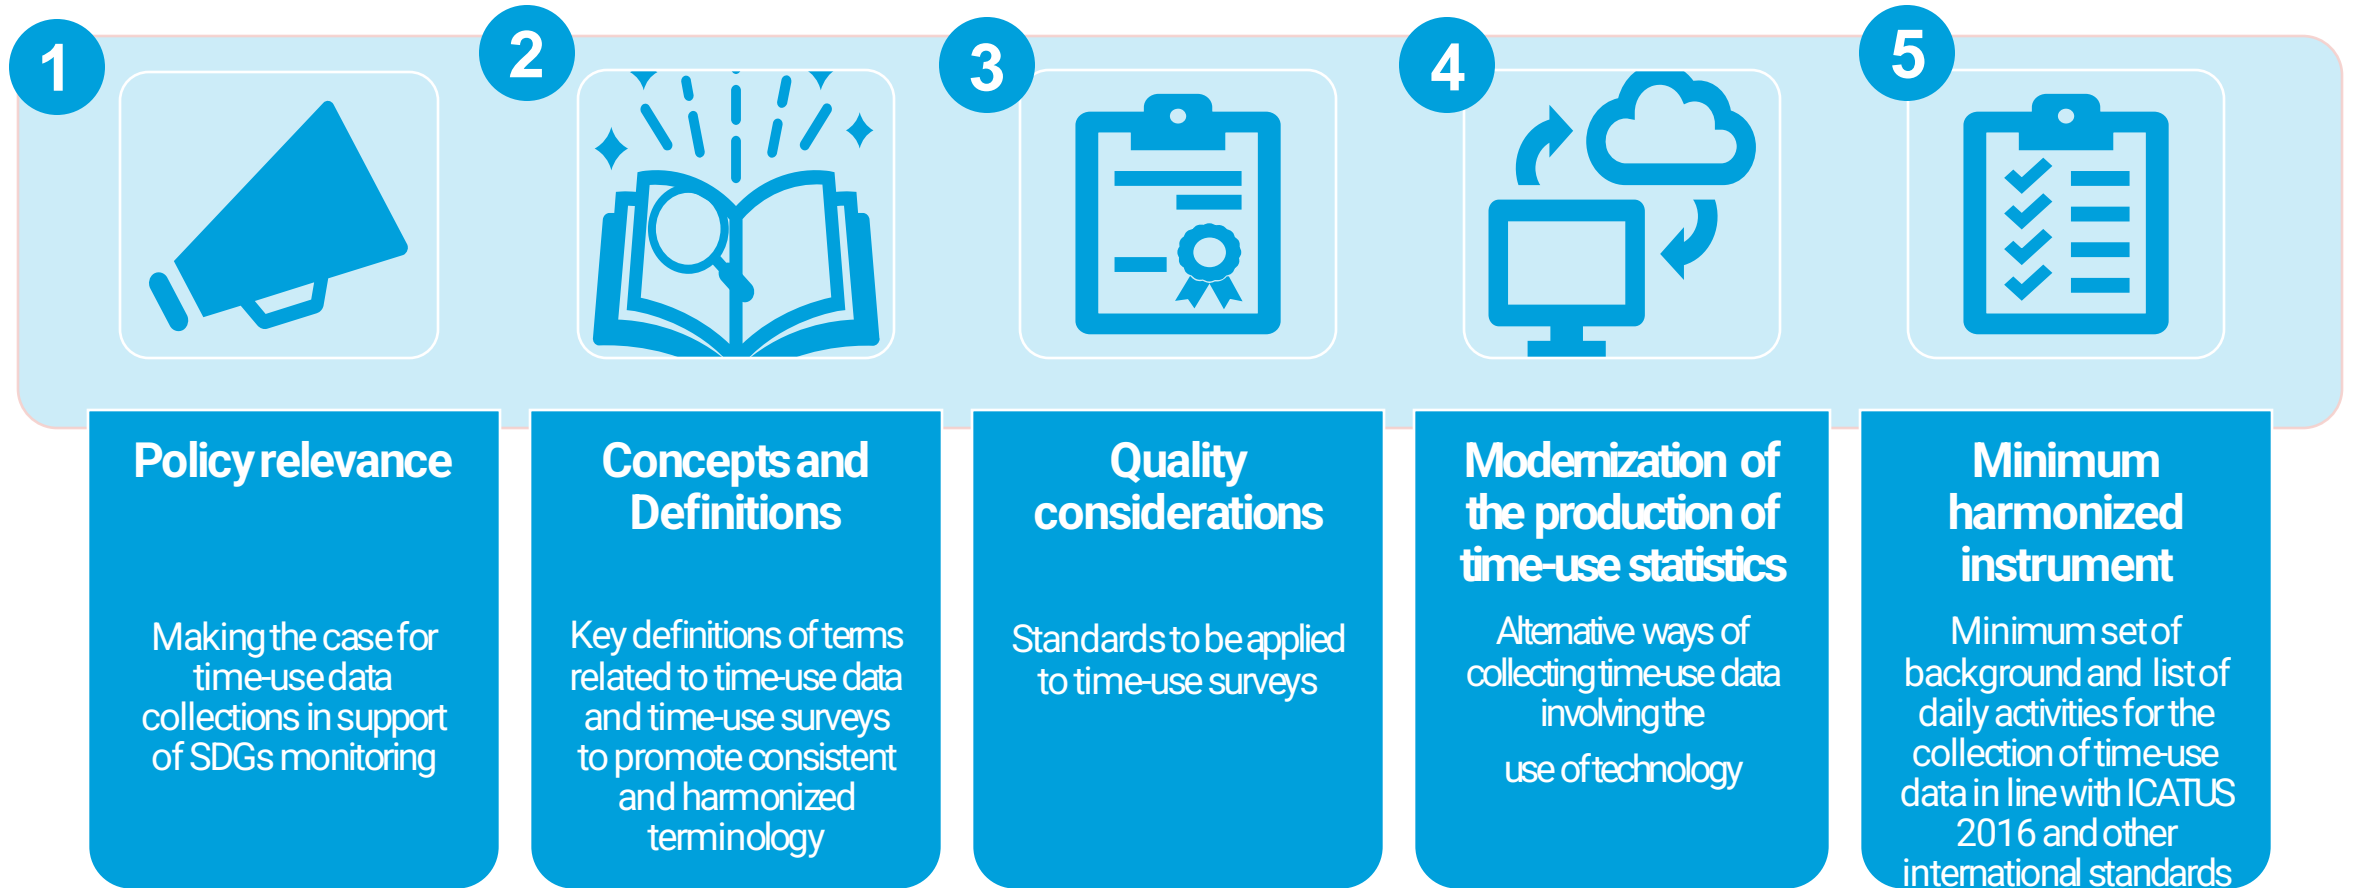 1
Policy relevance
Making the case for
time-use data
collections in support
of SDGs monitoring
2
Concepts and
Definitions
Key definitions of terms
related to time-use data
and time-use surveys
to promote consistent
and harmonized
terminology
3
Quality
considerations
Standards to be applied
to time-use surveys
4
Modernization of
the production of
time-use statistics
Alternative ways of
collecting time-use data
involving the
use of technology
5
Minimum
harmonized
instrument
Minimum set of
background and list of
daily activities for the
collection of time-use
data in line with ICATUS
2016 and other
international standards